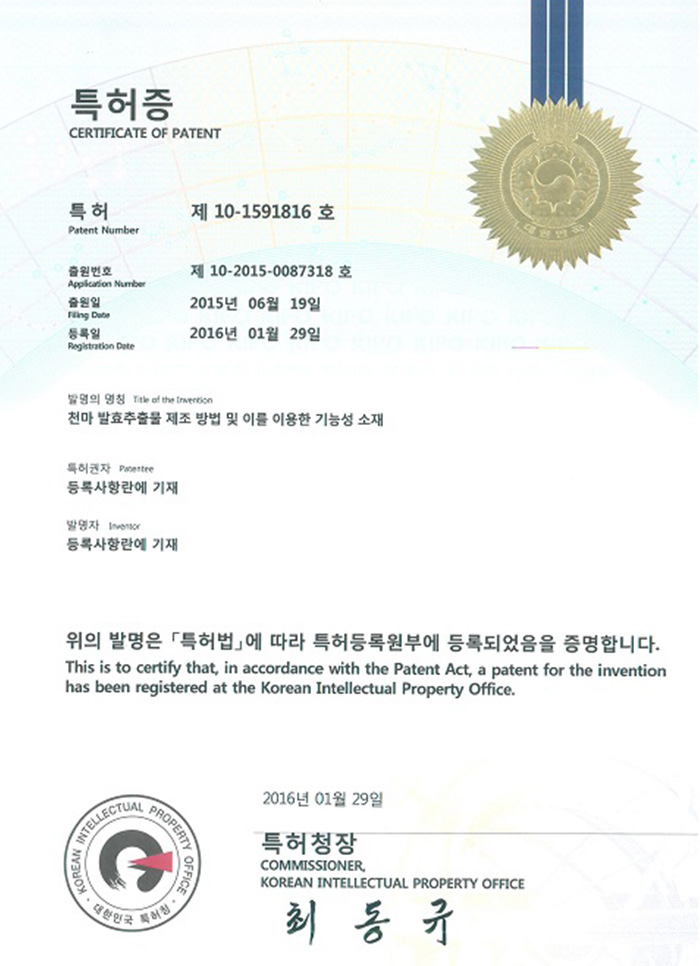 특허증
CERTIFICATE OF PATENT
대한민국
특허 제 10-1591816 호
Patent Number
출원번호 제 10-2015-0087318 호
Application Number
출원일 2015년 06월 19일
Filing Date
등록일 2016년 01월 29일
Registration Date
발명의 명칭 Title of the Invention
천마 발효추출물 제조 방법 및 이를 이용한 기능성 소재
특허권자 Patentee
등록사항란에 기재
발명자 Inventor
등록사항란에 기재
위의 발명은 「특허법」에 따라 특허등록원부에 등록되었음을 증명합니다.
This is to certify that, in accordance with the Patent Act, a patent for the invention
has been registered at the Korean Intellectual Property Office.
2016년 01월 29일
특허청장
COMMISSIONER,
KOREAN INTELLECTUAL PROPERTY OFFICE
최동규
KOREAN INTELLECTUAL PROPERTY OFFICE
대한민국 특허청